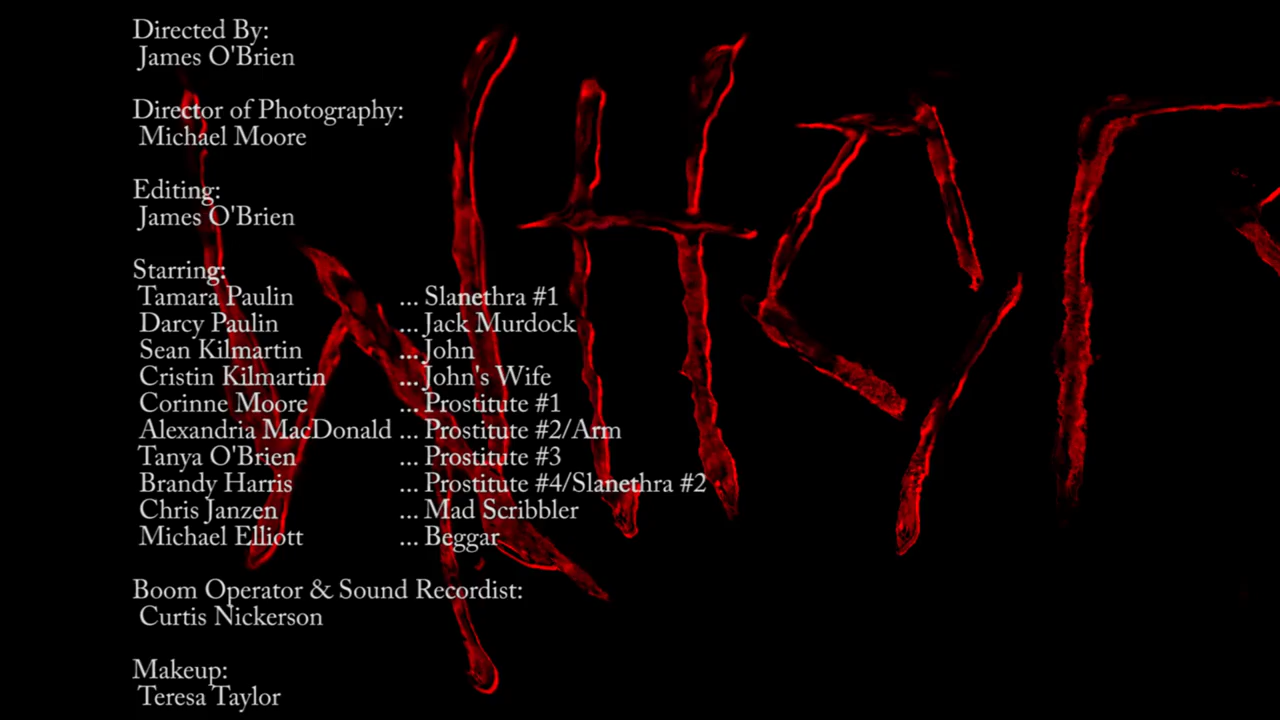 Directed By:
James O'Brien
Director of Photography:
Michael Moore
Editing:
James O'Brien
Starring:
Tamara Paulin ... Slanethra #1
Darcy Paulin ... Jack Murdock
Sean Kilmartin ... John
Cristin Kilmartin ... John's Wife
Corinne Moore ... Prostitute #1
Alexandria MacDonald ... Prostitute #2/Arm
Tanya O'Brien ... Prostitute #3
Brandy Harris ... Prostitute #4/Slanethra #2
Chris Janzen ... Mad Scribbler
Michael Elliott ... Beggar
Boom Operator & Sound Recordist:
Curtis Nickerson
Makeup:
Teresa Taylor